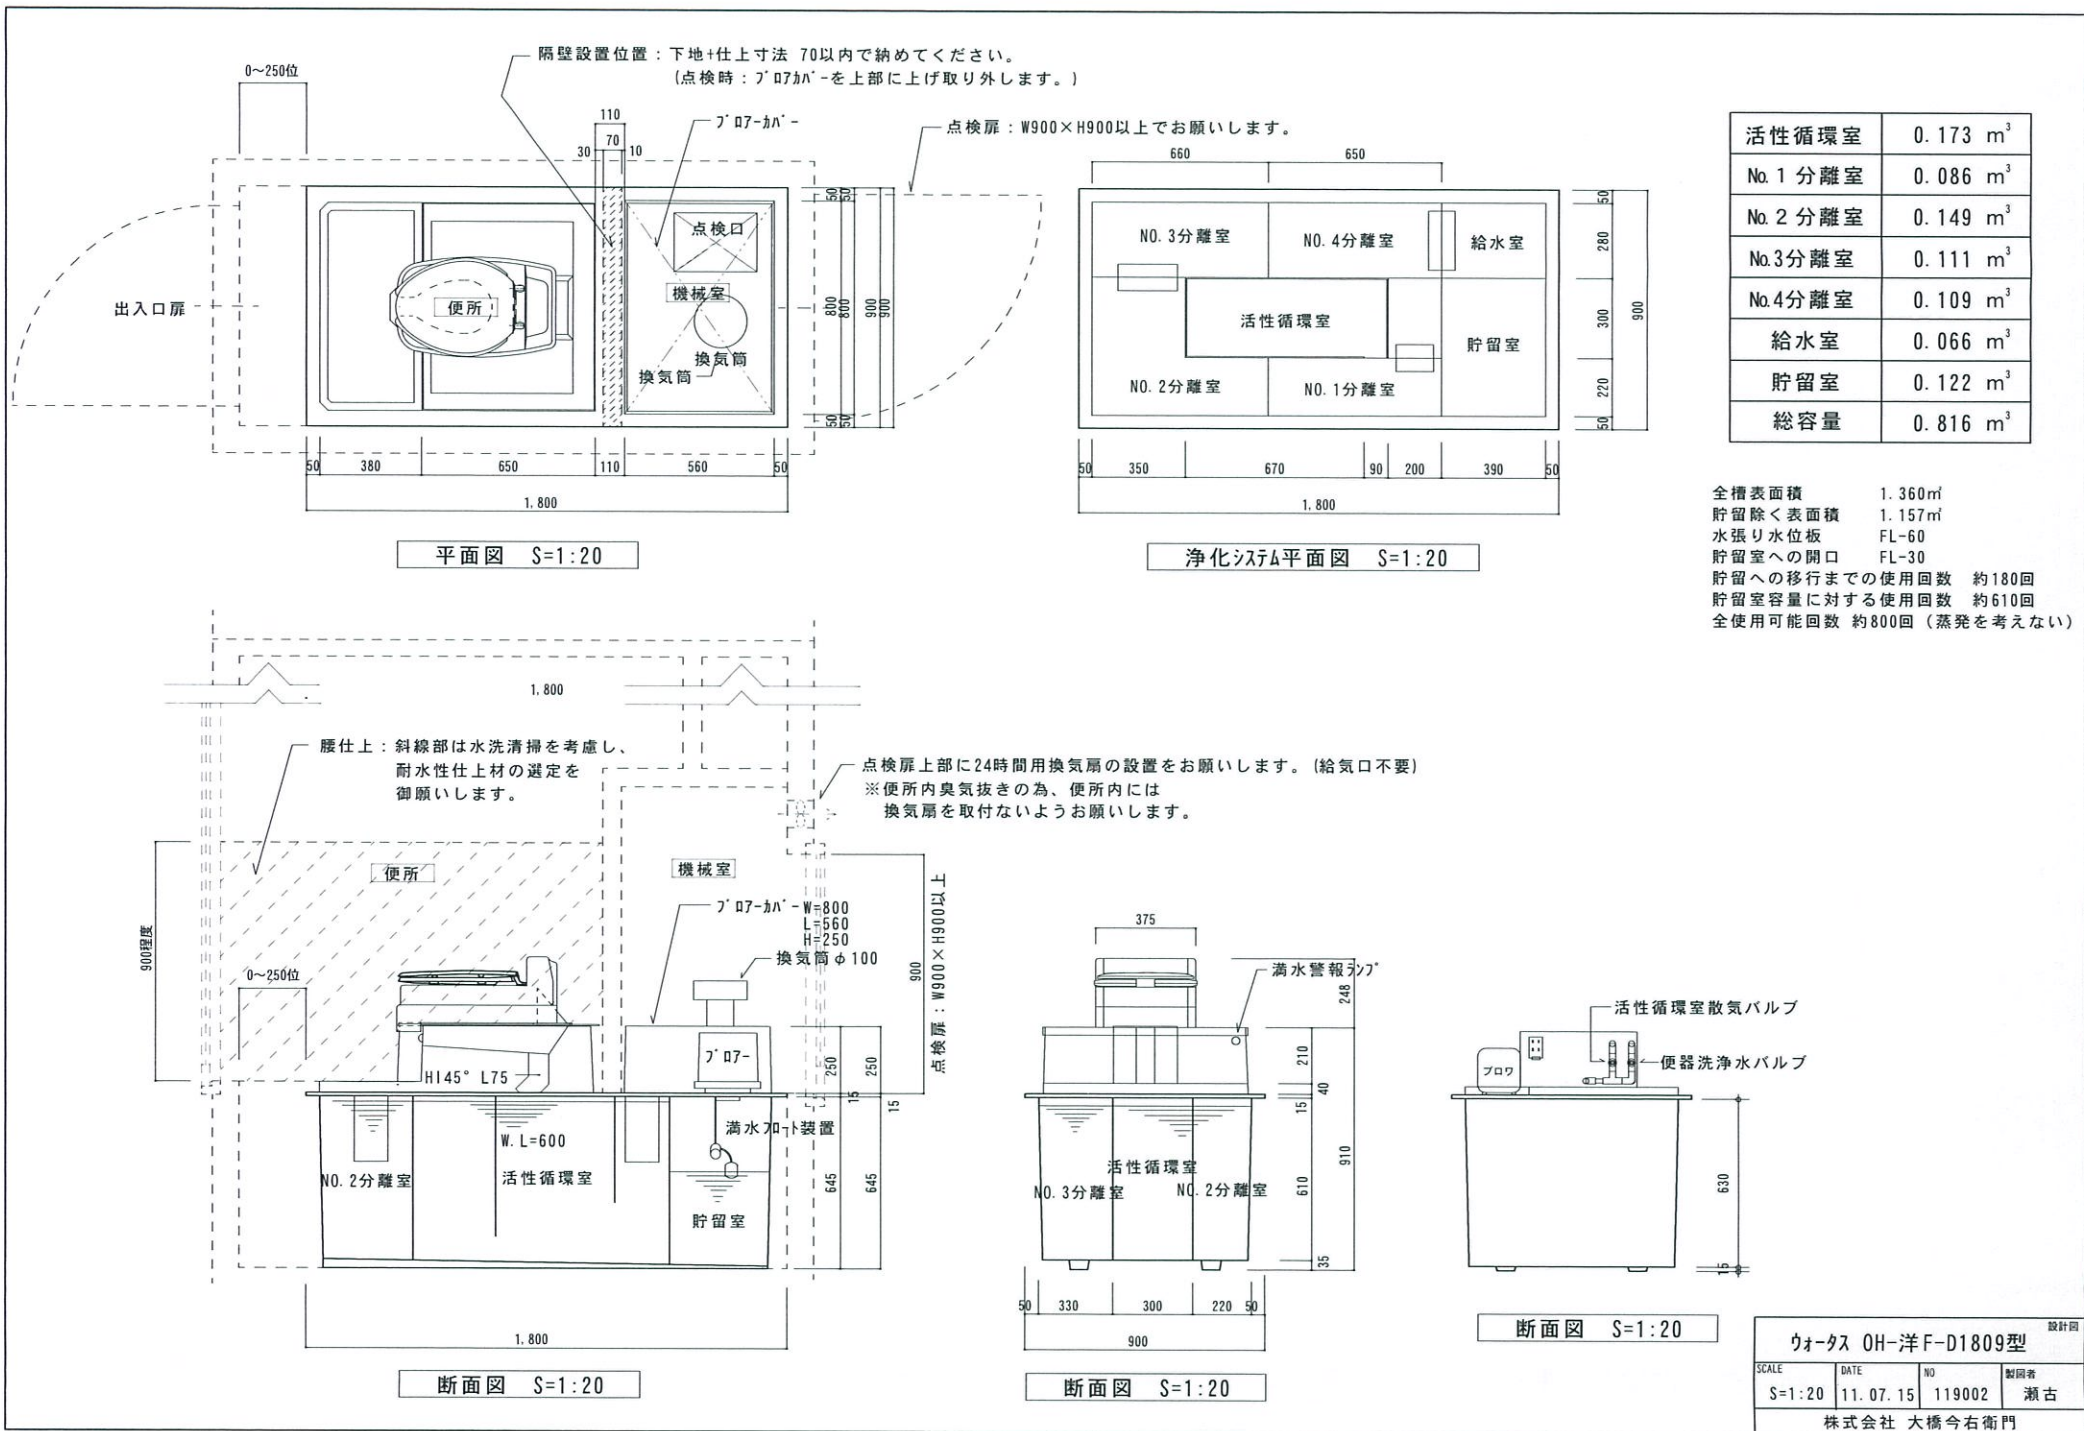 隔壁設置位置：下地+仕上寸法 70以内で納めてください。
(点検時：ブロアカバーを上部に上げ取り外します。)
0〜250位
110
ブロアーカバー
点検扉：W900×H900以上でお願いします。
30
70
10
点検口
機械室
便所
換気筒
換気筒
出入口扉
50
50
800
800
900
900
50
50
50
380
650
110
560
50
1,800
平面図 S=1:20
660
650
NO.3分離室
NO.4分離室
給水室
活性循環室
貯留室
NO.2分離室
NO.1分離室
50
280
300
220
50
900
50
350
670
90
200
390
50
1,800
浄化システム平面図 S=1:20
活性循環室 0.173 m³
No.1 分離室 0.086 m³
No.2 分離室 0.149 m³
No.3分離室 0.111 m³
No.4分離室 0.109 m³
給水室 0.066 m³
貯留室 0.122 m³
総容量 0.816 m³
全槽表面積 1.360㎡
貯留除く表面積 1.157㎡
水張り水位板 FL-60
貯留室への開口 FL-30
貯留への移行までの使用回数 約180回
貯留室容量に対する使用回数 約610回
全使用可能回数 約800回（蒸発を考えない）
1,800
腰仕上：斜線部は水洗清掃を考慮し、
耐水性仕上材の選定を
御願いします。
点検扉上部に24時間用換気扇の設置をお願いします。(給気口不要)
※便所内臭気抜きの為、便所内には
換気扇を取付ないようお願いします。
便所
機械室
900程度
0〜250位
ブロアーカバー W=800
L=560
H=250
換気筒φ100
900
点検扉：W900×H900以上
ブロアー
HI45° L75
250
250
15
15
W.L=600
満水フロート装置
NO.2分離室
活性循環室
貯留室
645
645
1,800
断面図 S=1:20
375
満水警報ランプ
248
210
40
15
910
610
35
活性循環室
NO.3分離室
NO.2分離室
50
330
300
220
50
900
断面図 S=1:20
活性循環室散気バルブ
便器洗浄水バルブ
ブロワ
630
15
断面図 S=1:20
設計図
ウォータス OH-洋F-D1809型
SCALE
DATE
NO
製図者
S=1:20
11.07.15
119002
瀬古
株式会社 大橋今右衛門